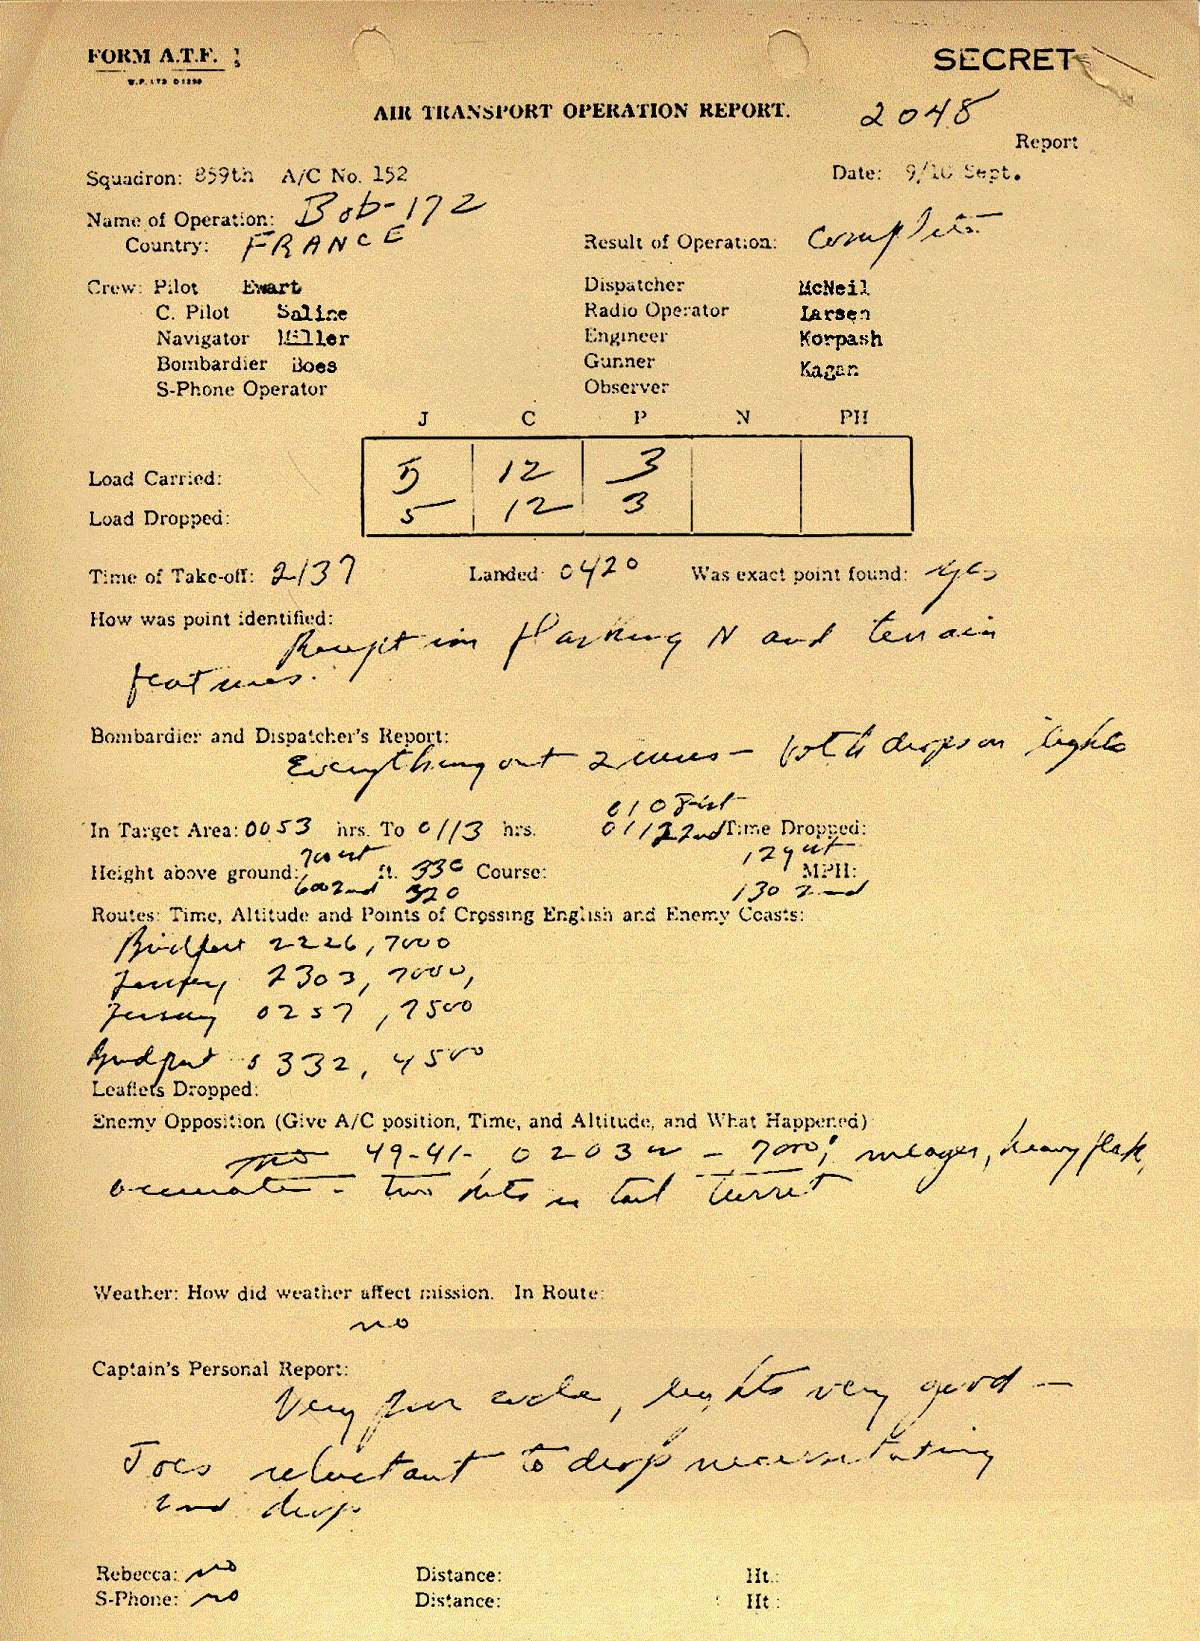 FORM A.T.F. 1
W.P. LTD D1290
SECRET
AIR TRANSPORT OPERATION REPORT.
2048
Report
Squadron: 859th A/C No. 152 Date: 9/10 Sept.
Name of Operation: Bob-172
Country: FRANCE Result of Operation: Complete
Crew: Pilot Ewart Dispatcher McNeil
C. Pilot Saline Radio Operator Larsen
Navigator Miller Engineer Korpash
Bombardier Boes Gunner Kagan
S-Phone Operator Observer
J C P N PH
Load Carried: 5 12 3
Load Dropped: 5 12 3
Time of Take-off: 2137 Landed: 0420 Was exact point found: yes
How was point identified:
Reception flashing N and terrain
features.
Bombardier and Dispatcher's Report:
Everything out 2 runs - both drops on lights
010 1st
In Target Area: 0053 hrs. To 0113 hrs. 0112 2nd Time Dropped:
700 1st 129 1st
Height above ground: ft. 330 Course: MPH:
600 2nd 320 130 2nd
Routes: Time, Altitude and Points of Crossing English and Enemy Coasts:
Bridport 2226, 7000
Jersey 2303, 7000,
Jersey 0257, 7500
Bridport 0332, 4500
Leaflets Dropped:
Enemy Opposition (Give A/C position, Time, and Altitude, and What Happened)
no 49-41- 0203 - 7000', meager, heavy flak,
accurate - two hits in tail turret
Weather: How did weather affect mission. In Route:
no
Captain's Personal Report:
Very poor code, lights very good -
Joes reluctant to drop necessitating
2nd drop
Rebecca: no Distance: Ht.:
S-Phone: no Distance: Ht.: